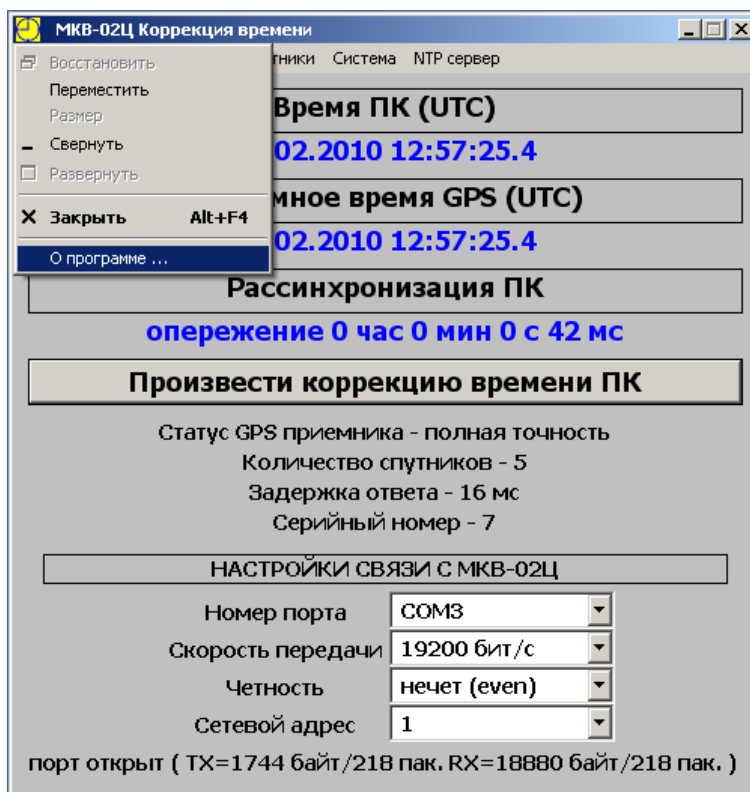 МКВ-02Ц Коррекция времени
Система NTP сервер
Восстановить
Переместить
Размер
Свернуть
Развернуть
Закрыть Alt+F4
О программе ...
Время ПК (UTC)
02.2010 12:57:25.4
время GPS (UTC)
02.2010 12:57:25.4
Рассинхронизация ПК
опережение 0 час 0 мин 0 с 42 мс
Произвести коррекцию времени ПК
Статус GPS приемника - полная точность
Количество спутников - 5
Задержка ответа - 16 мс
Серийный номер - 7
НАСТРОЙКИ СВЯЗИ С МКВ-02Ц
Номер порта COM3
Скорость передачи 19200 бит/с
Четность нечет (even)
Сетевой адрес 1
порт открыт ( TX=1744 байт/218 пак. RX=18880 байт/218 пак. )